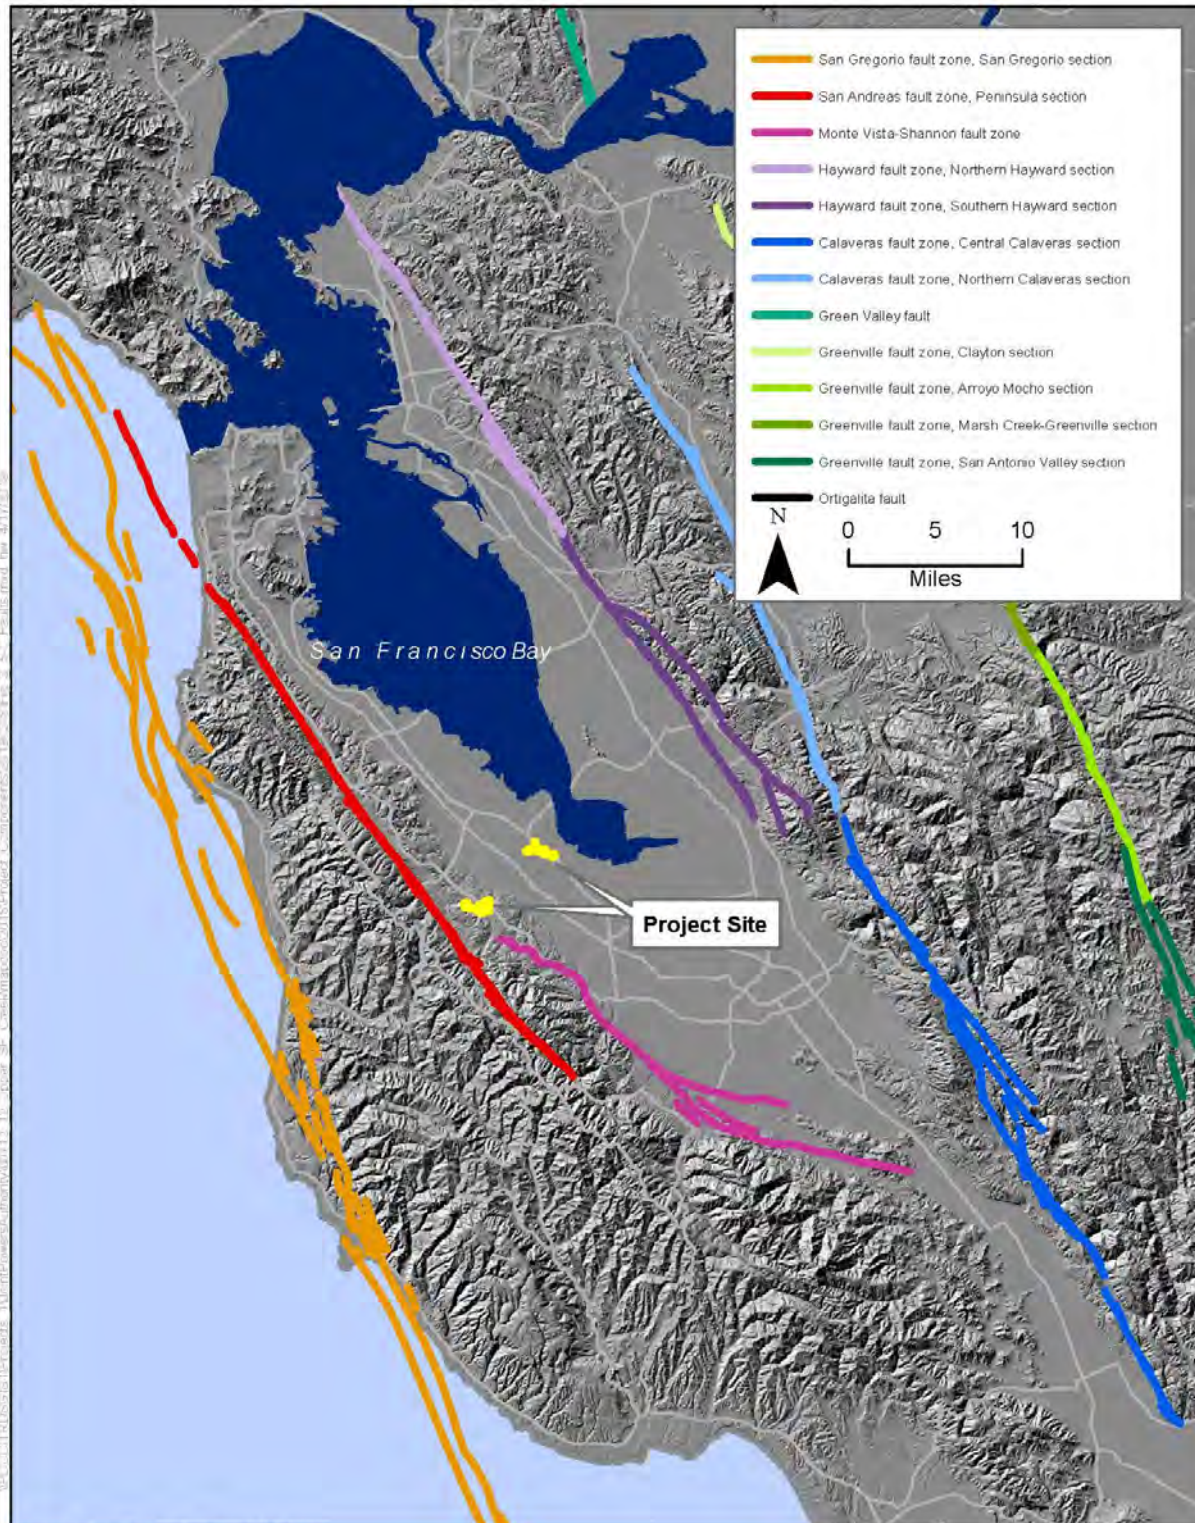 San Gregorio fault zone, San Gregorio section
San Andreas fault zone, Peninsula section
Monte Vista-Shannon fault zone
Hayward fault zone, Northern Hayward section
Hayward fault zone, Southern Hayward section
Calaveras fault zone, Central Calaveras section
Calaveras fault zone, Northern Calaveras section
Green Valley fault
Greenville fault zone, Clayton section
Greenville fault zone, Arroyo Mocho section
Greenville fault zone, Marsh Creek-Greenville section
Greenville fault zone, San Antonio Valley section
Ortigalita fault
N
0 5 10
Miles
San Francisco Bay
Project Site